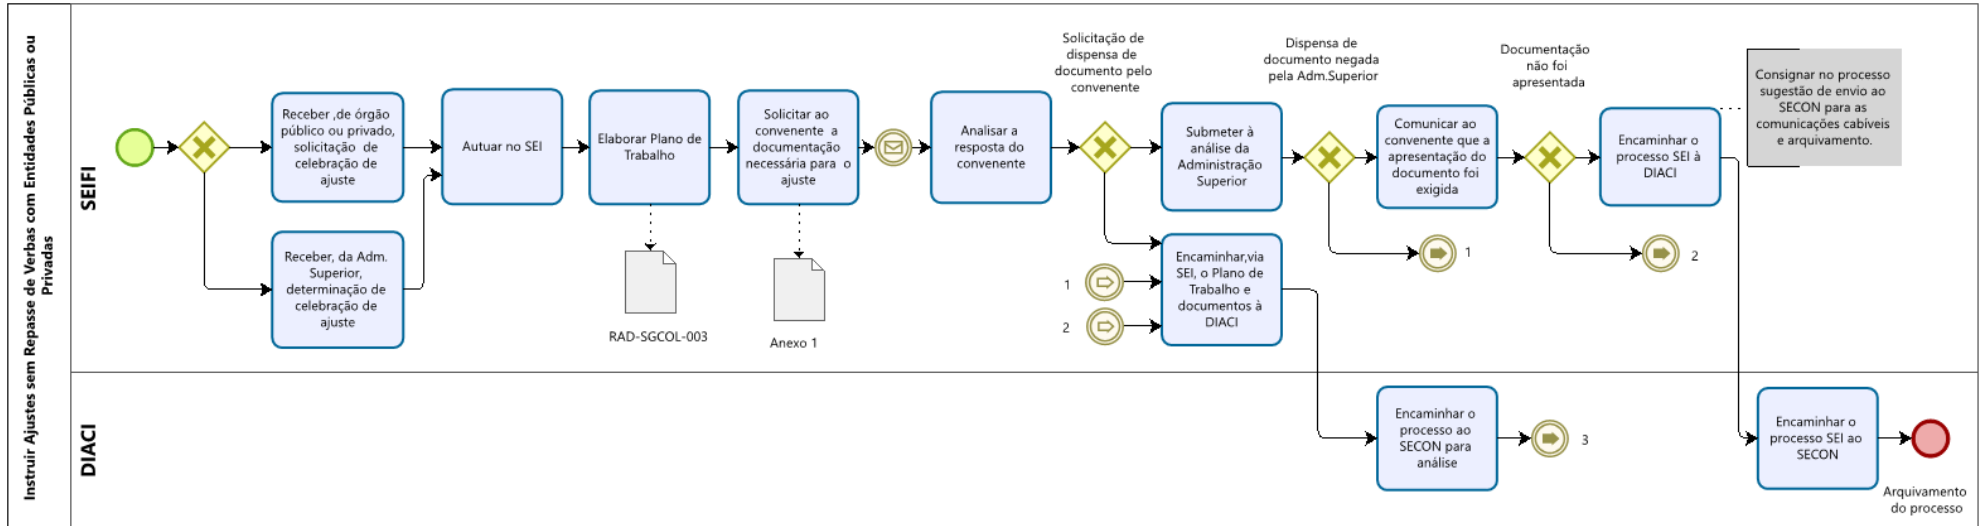 Instruir Ajustes sem Repasse de Verbas com Entidades Públicas ou
Privadas
SEIFI
Receber ,de órgão
público ou privado,
solicitação de
celebração de
ajuste
Receber, da Adm.
Superior,
determinação de
celebração de
ajuste
Autuar no SEI
Elaborar Plano de
Trabalho
RAD-SGCOL-003
Solicitar ao
convenente a
documentação
necessária para o
ajuste
Anexo 1
Analisar a
resposta do
convenente
Solicitação de
dispensa de
documento pelo
convenente
Submeter à
análise da
Administração
Superior
1
2
Encaminhar,via
SEI, o Plano de
Trabalho e
documentos à
DIACI
Dispensa de
documento negada
pela Adm.Superior
Comunicar ao
convenente que a
apresentação do
documento foi
exigida
1
Documentação
não foi
apresentada
Encaminhar o
processo SEI à
DIACI
2
Consignar no processo
sugestão de envio ao
SECON para as
comunicações cabíveis
e arquivamento.
DIACI
Encaminhar o
processo ao
SECON para
análise
3
Encaminhar o
processo SEI ao
SECON
Arquivamento
do processo